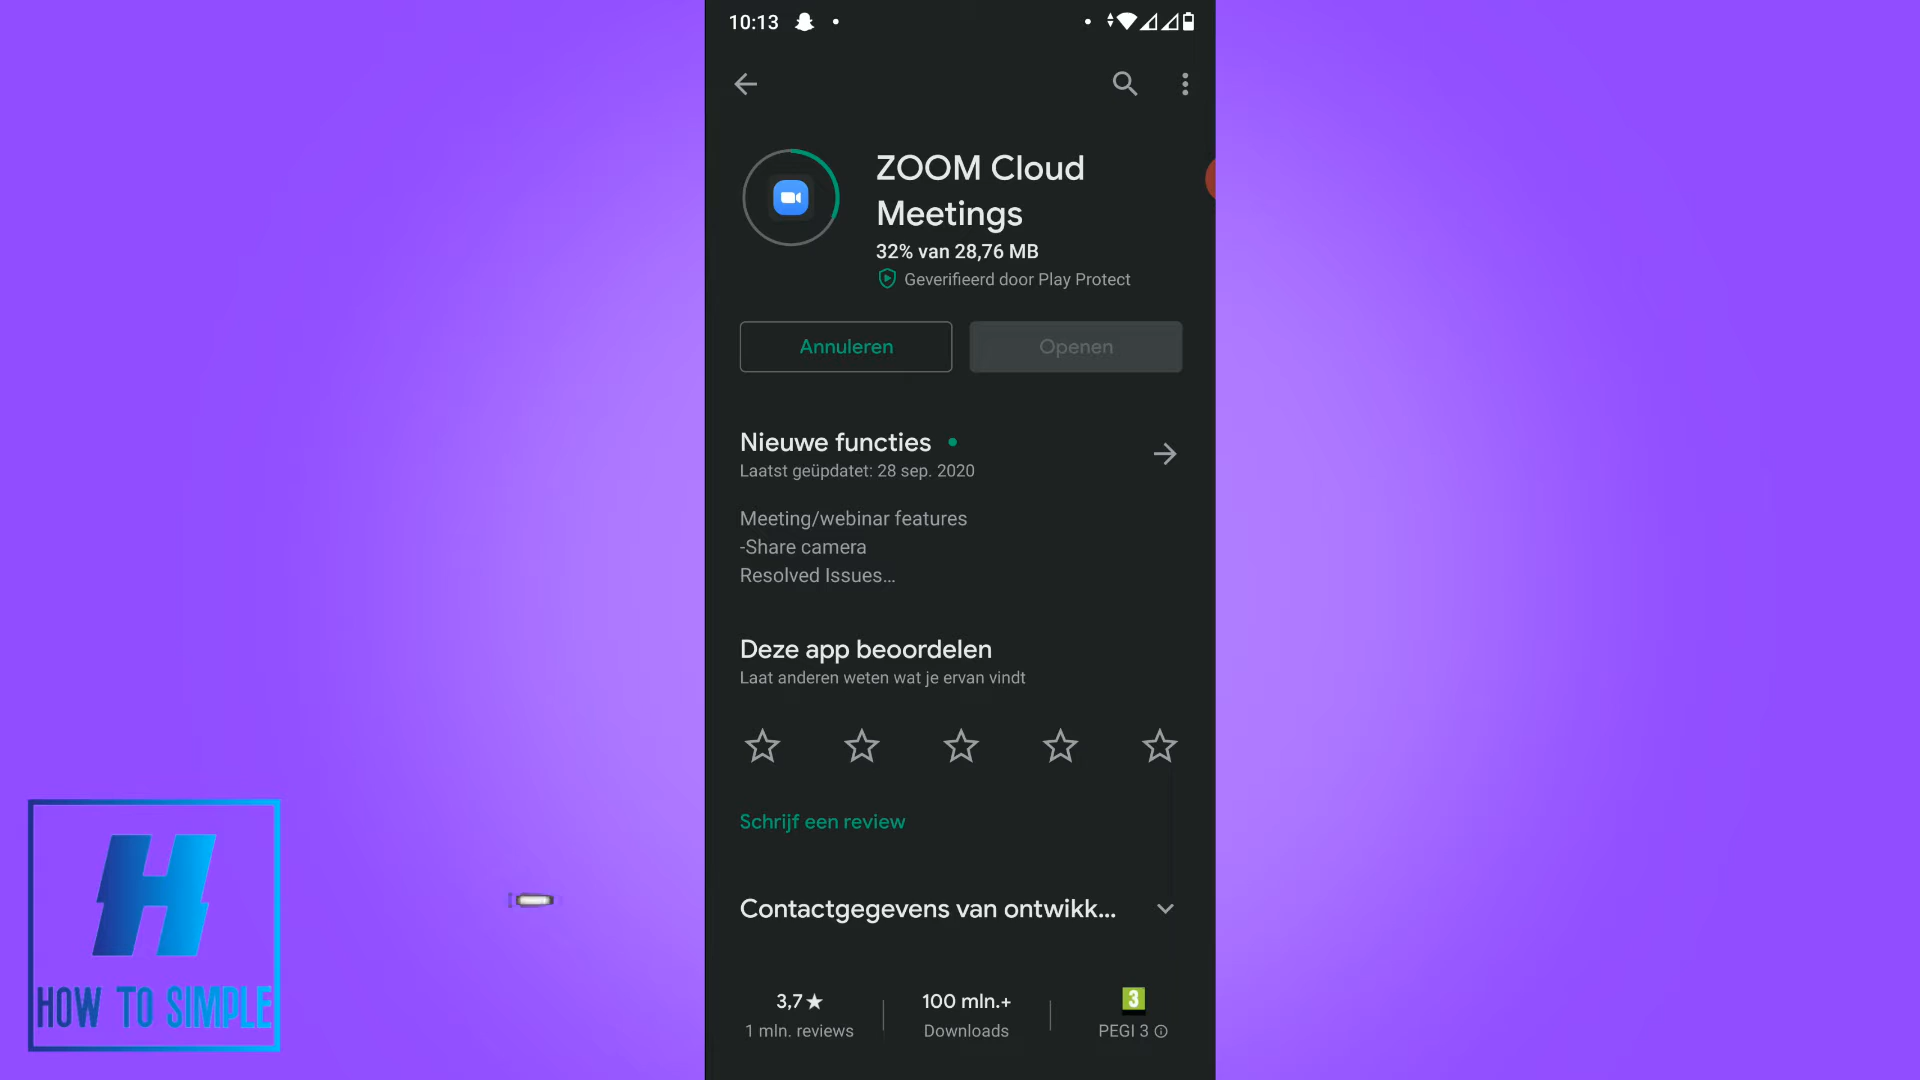 10:13
ZOOM Cloud
Meetings
32% van 28,76 MB
Geverifieerd door Play Protect
Annuleren
Openen
Nieuwe functies
Laatst geüpdatet: 28 sep. 2020
Meeting/webinar features
-Share camera
Resolved Issues...
Deze app beoordelen
Laat anderen weten wat je ervan vindt
Schrijf een review
Contactgegevens van ontwikk...
3,7★
1 mln. reviews
100 mln.+
Downloads
3
PEGI 3
H
HOW TO SIMPLE